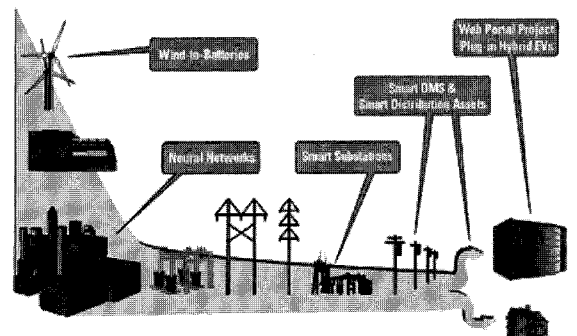 Wind-to-Batteries
Web Portal Project
Plug-in Hybrid EVs
Smart DMS &
Smart Distribution Assets
Neural Networks
Smart Substations